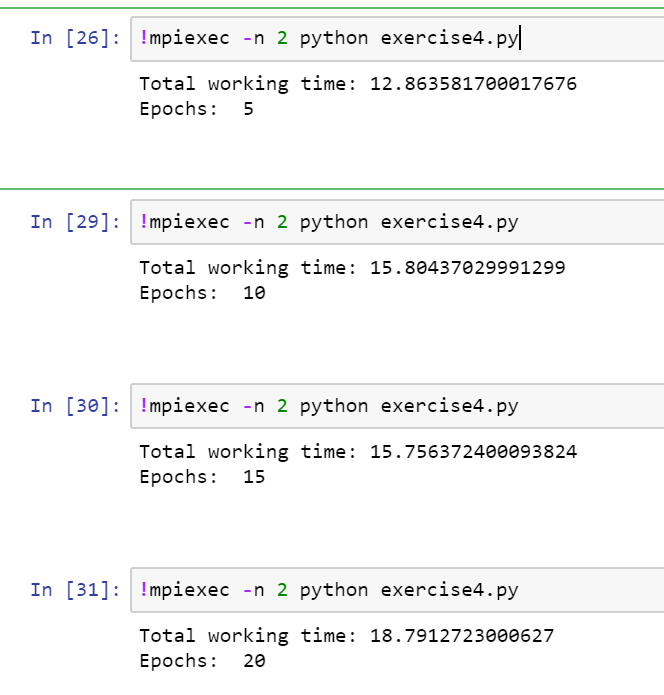 In [26]: !mpiexec -n 2 python exercise4.py
Total working time: 12.863581700017676
Epochs:  5
In [29]: !mpiexec -n 2 python exercise4.py
Total working time: 15.80437029991299
Epochs:  10
In [30]: !mpiexec -n 2 python exercise4.py
Total working time: 15.756372400093824
Epochs:  15
In [31]: !mpiexec -n 2 python exercise4.py
Total working time: 18.7912723000627
Epochs:  20